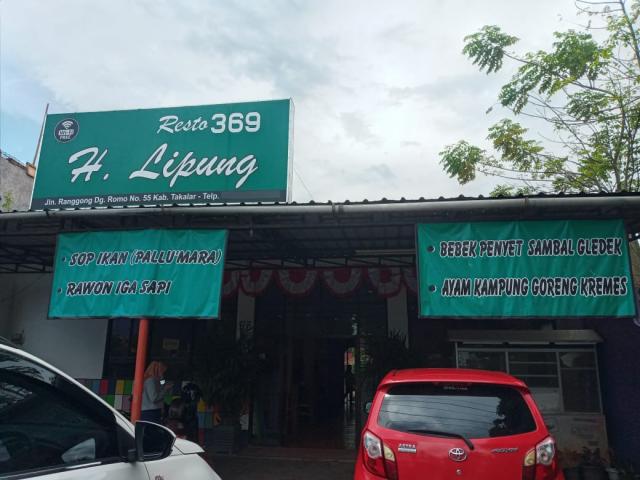 Resto 369
H. Lipung
Jln. Ranggong Dg. Romo No. 55 Kab. Takalar - Telp.
• SOP IKAN (PALLU'MARA)
• RAWON IGA SAPI
• BEBEK PENYET SAMBAL GLEDEK
• AYAM KAMPUNG GORENG KREMES